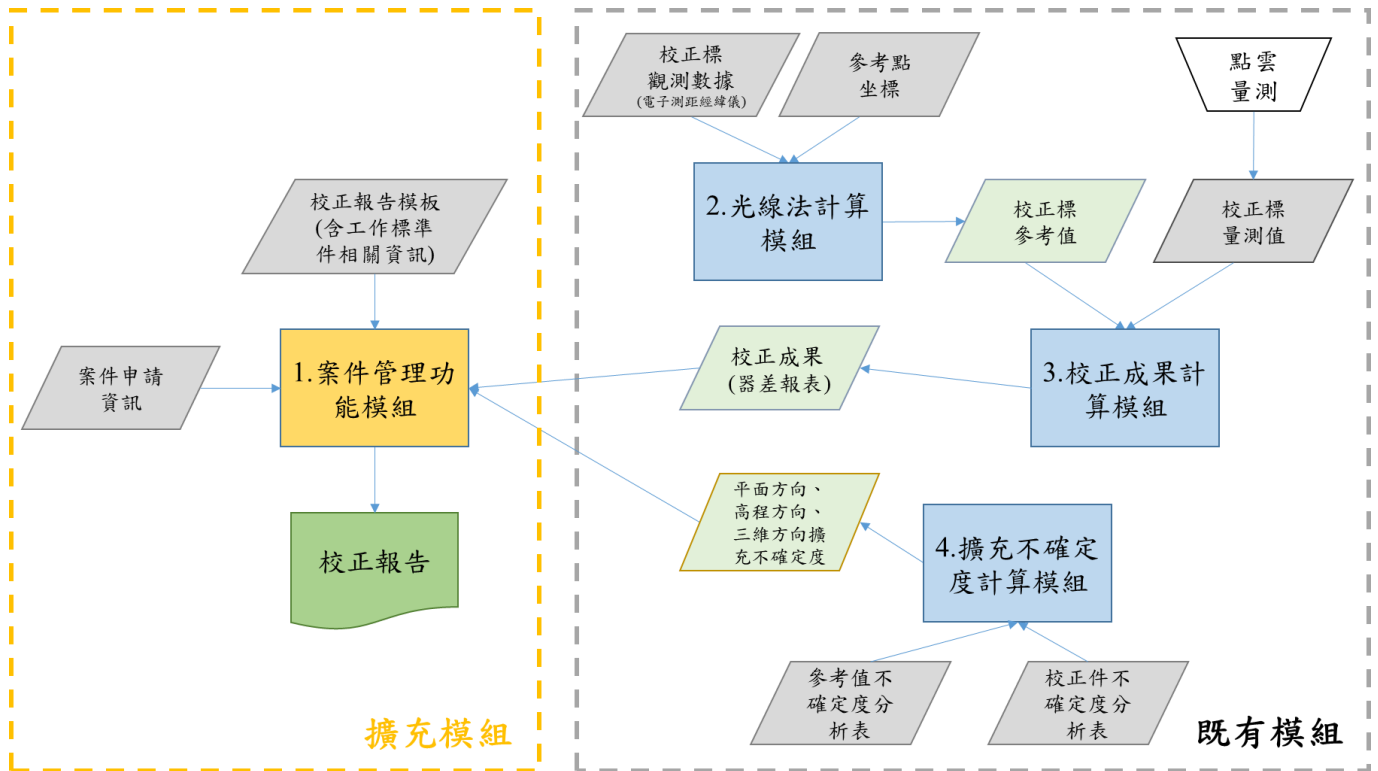 校正標
觀測數據
(電子測距經緯儀)
參考點
坐標
點雲
量測
校正報告模板
(含工作標準
件相關資訊)
2.光線法計算
模組
校正標
參考值
校正標
量測值
案件申請
資訊
1.案件管理功
能模組
校正成果
(器差報表)
3.校正成果計
算模組
平面方向、
高程方向、
三維方向擴
充不確定度
4.擴充不確定
度計算模組
校正報告
參考值不
確定度分
析表
校正件不
確定度分
析表
擴充模組
既有模組